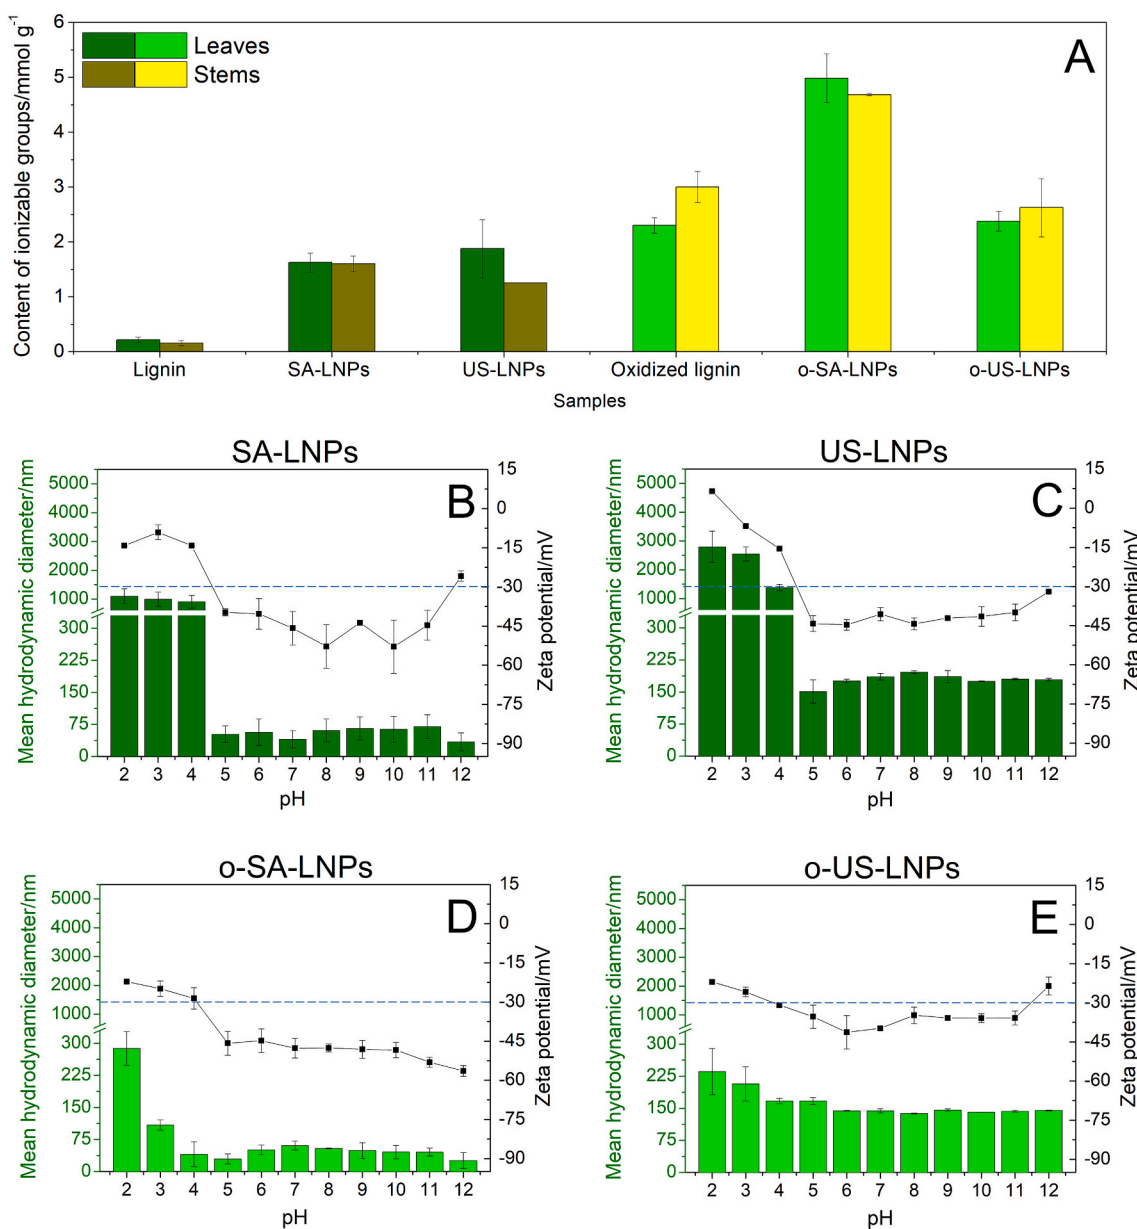 Content of ionizable groups/mmol g⁻¹
6
5
4
3
2
1
0
Leaves
Stems
A
Lignin SA-LNPs US-LNPs Oxidized lignin o-SA-LNPs o-US-LNPs
Samples
SA-LNPs
B
Mean hydrodynamic diameter/nm
5000
4000
3000
2000
1000
300
225
150
75
0
15
0
-15
-30
-45
-60
-75
-90
Zeta potential/mV
2 3 4 5 6 7 8 9 10 11 12
pH
US-LNPs
C
Mean hydrodynamic diameter/nm
5000
4000
3000
2000
1000
300
225
150
75
0
15
0
-15
-30
-45
-60
-75
-90
Zeta potential/mV
2 3 4 5 6 7 8 9 10 11 12
pH
o-SA-LNPs
D
Mean hydrodynamic diameter/nm
5000
4000
3000
2000
1000
300
225
150
75
0
15
0
-15
-30
-45
-60
-75
-90
Zeta potential/mV
2 3 4 5 6 7 8 9 10 11 12
pH
o-US-LNPs
E
Mean hydrodynamic diameter/nm
5000
4000
3000
2000
1000
300
225
150
75
0
15
0
-15
-30
-45
-60
-75
-90
Zeta potential/mV
2 3 4 5 6 7 8 9 10 11 12
pH